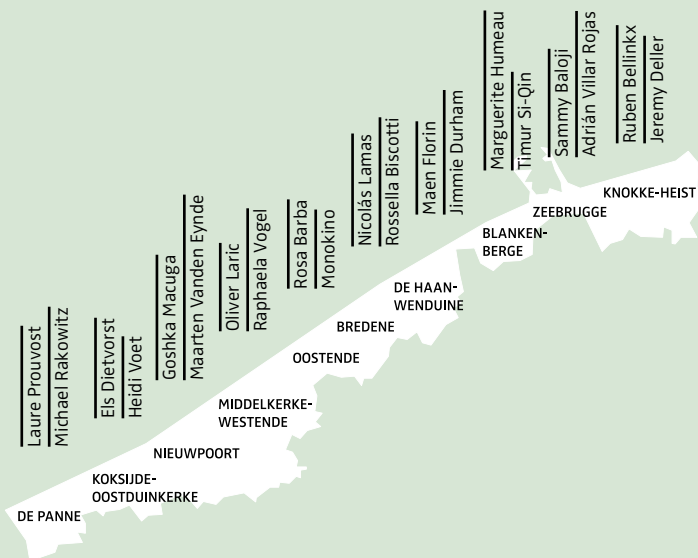 Laure Prouvost
Michael Rakowitz
Els Dietvorst
Heidi Voet
Goshka Macuga
Maarten Vanden Eynde
Oliver Laric
Raphaela Vogel
Rosa Barba
Monokino
Nicolás Lamas
Rossella Biscotti
Maen Florin
Jimmie Durham
Marguerite Humeau
Timur Si-Qin
Sammy Baloji
Adrián Villar Rojas
Ruben Bellinkx
Jeremy Deller
DE PANNE
KOKSIJDE-
OOSTDUINKERKE
NIEUWPOORT
MIDDELKERKE-
WESTENDE
OOSTENDE
BREDENE
DE HAAN-
WENDUINE
BLANKEN-
BERGE
ZEEBRUGGE
KNOKKE-HEIST